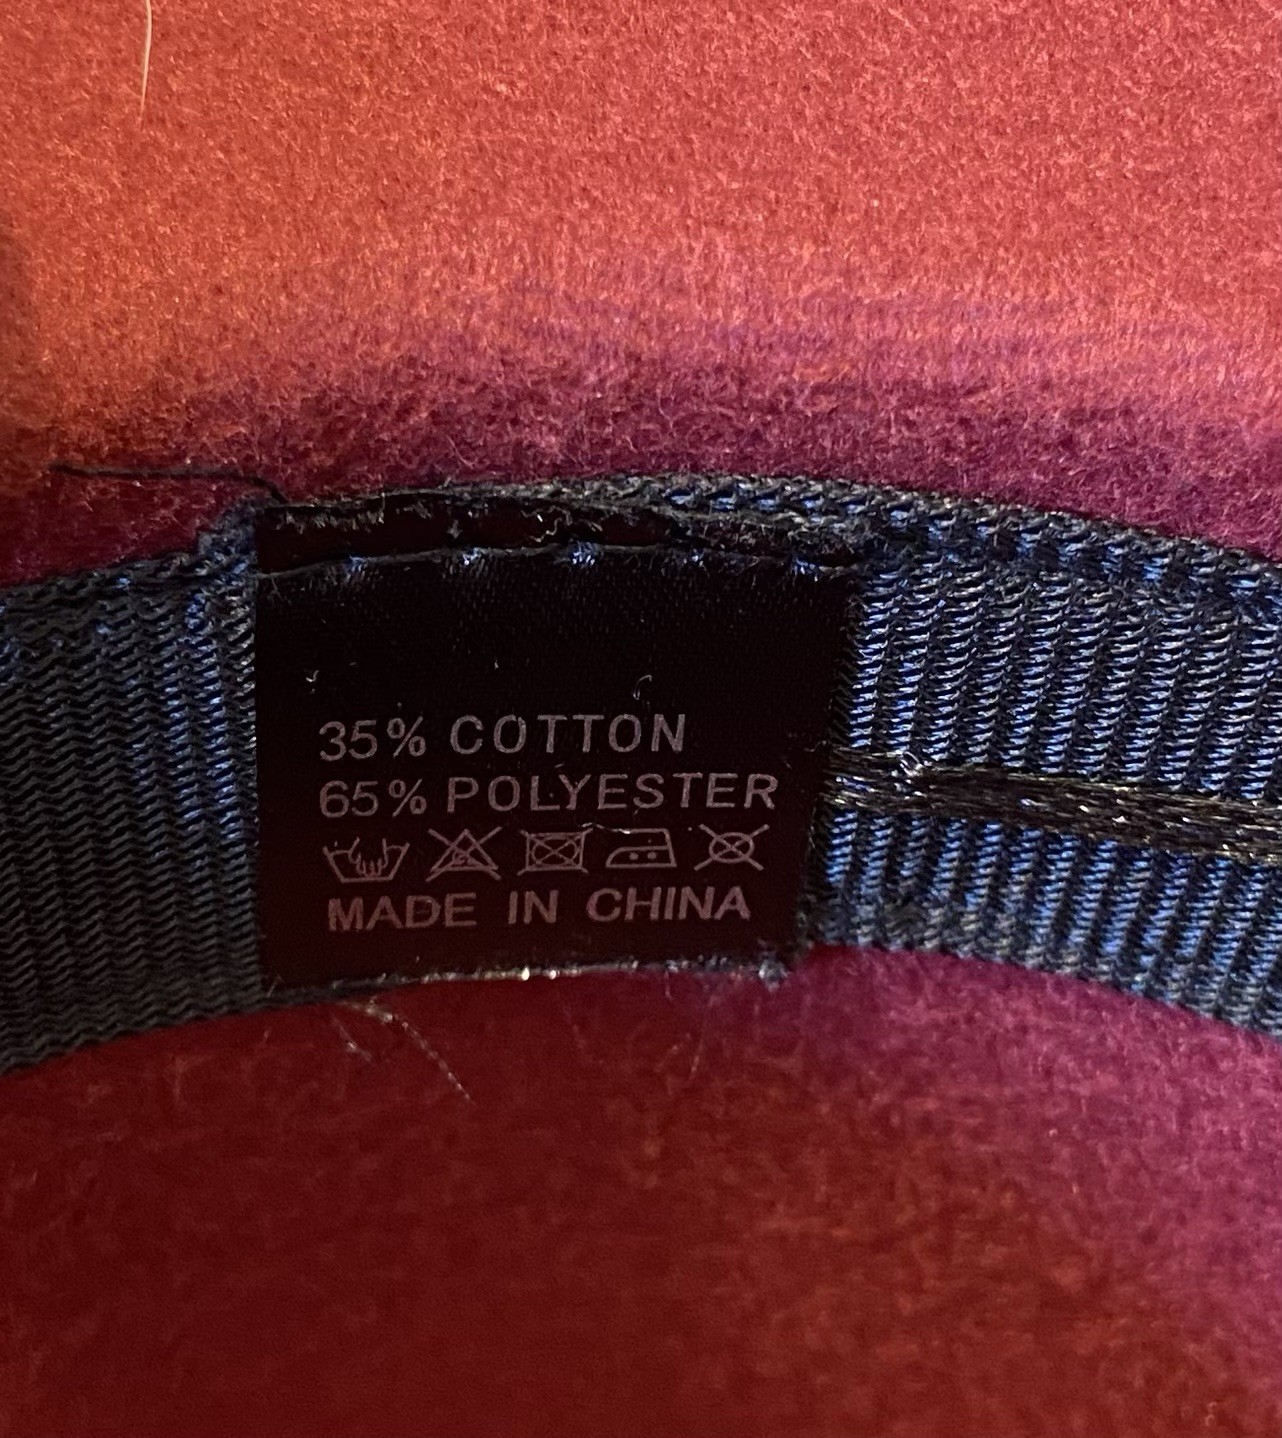 35% COTTON
65% POLYESTER
MADE IN CHINA